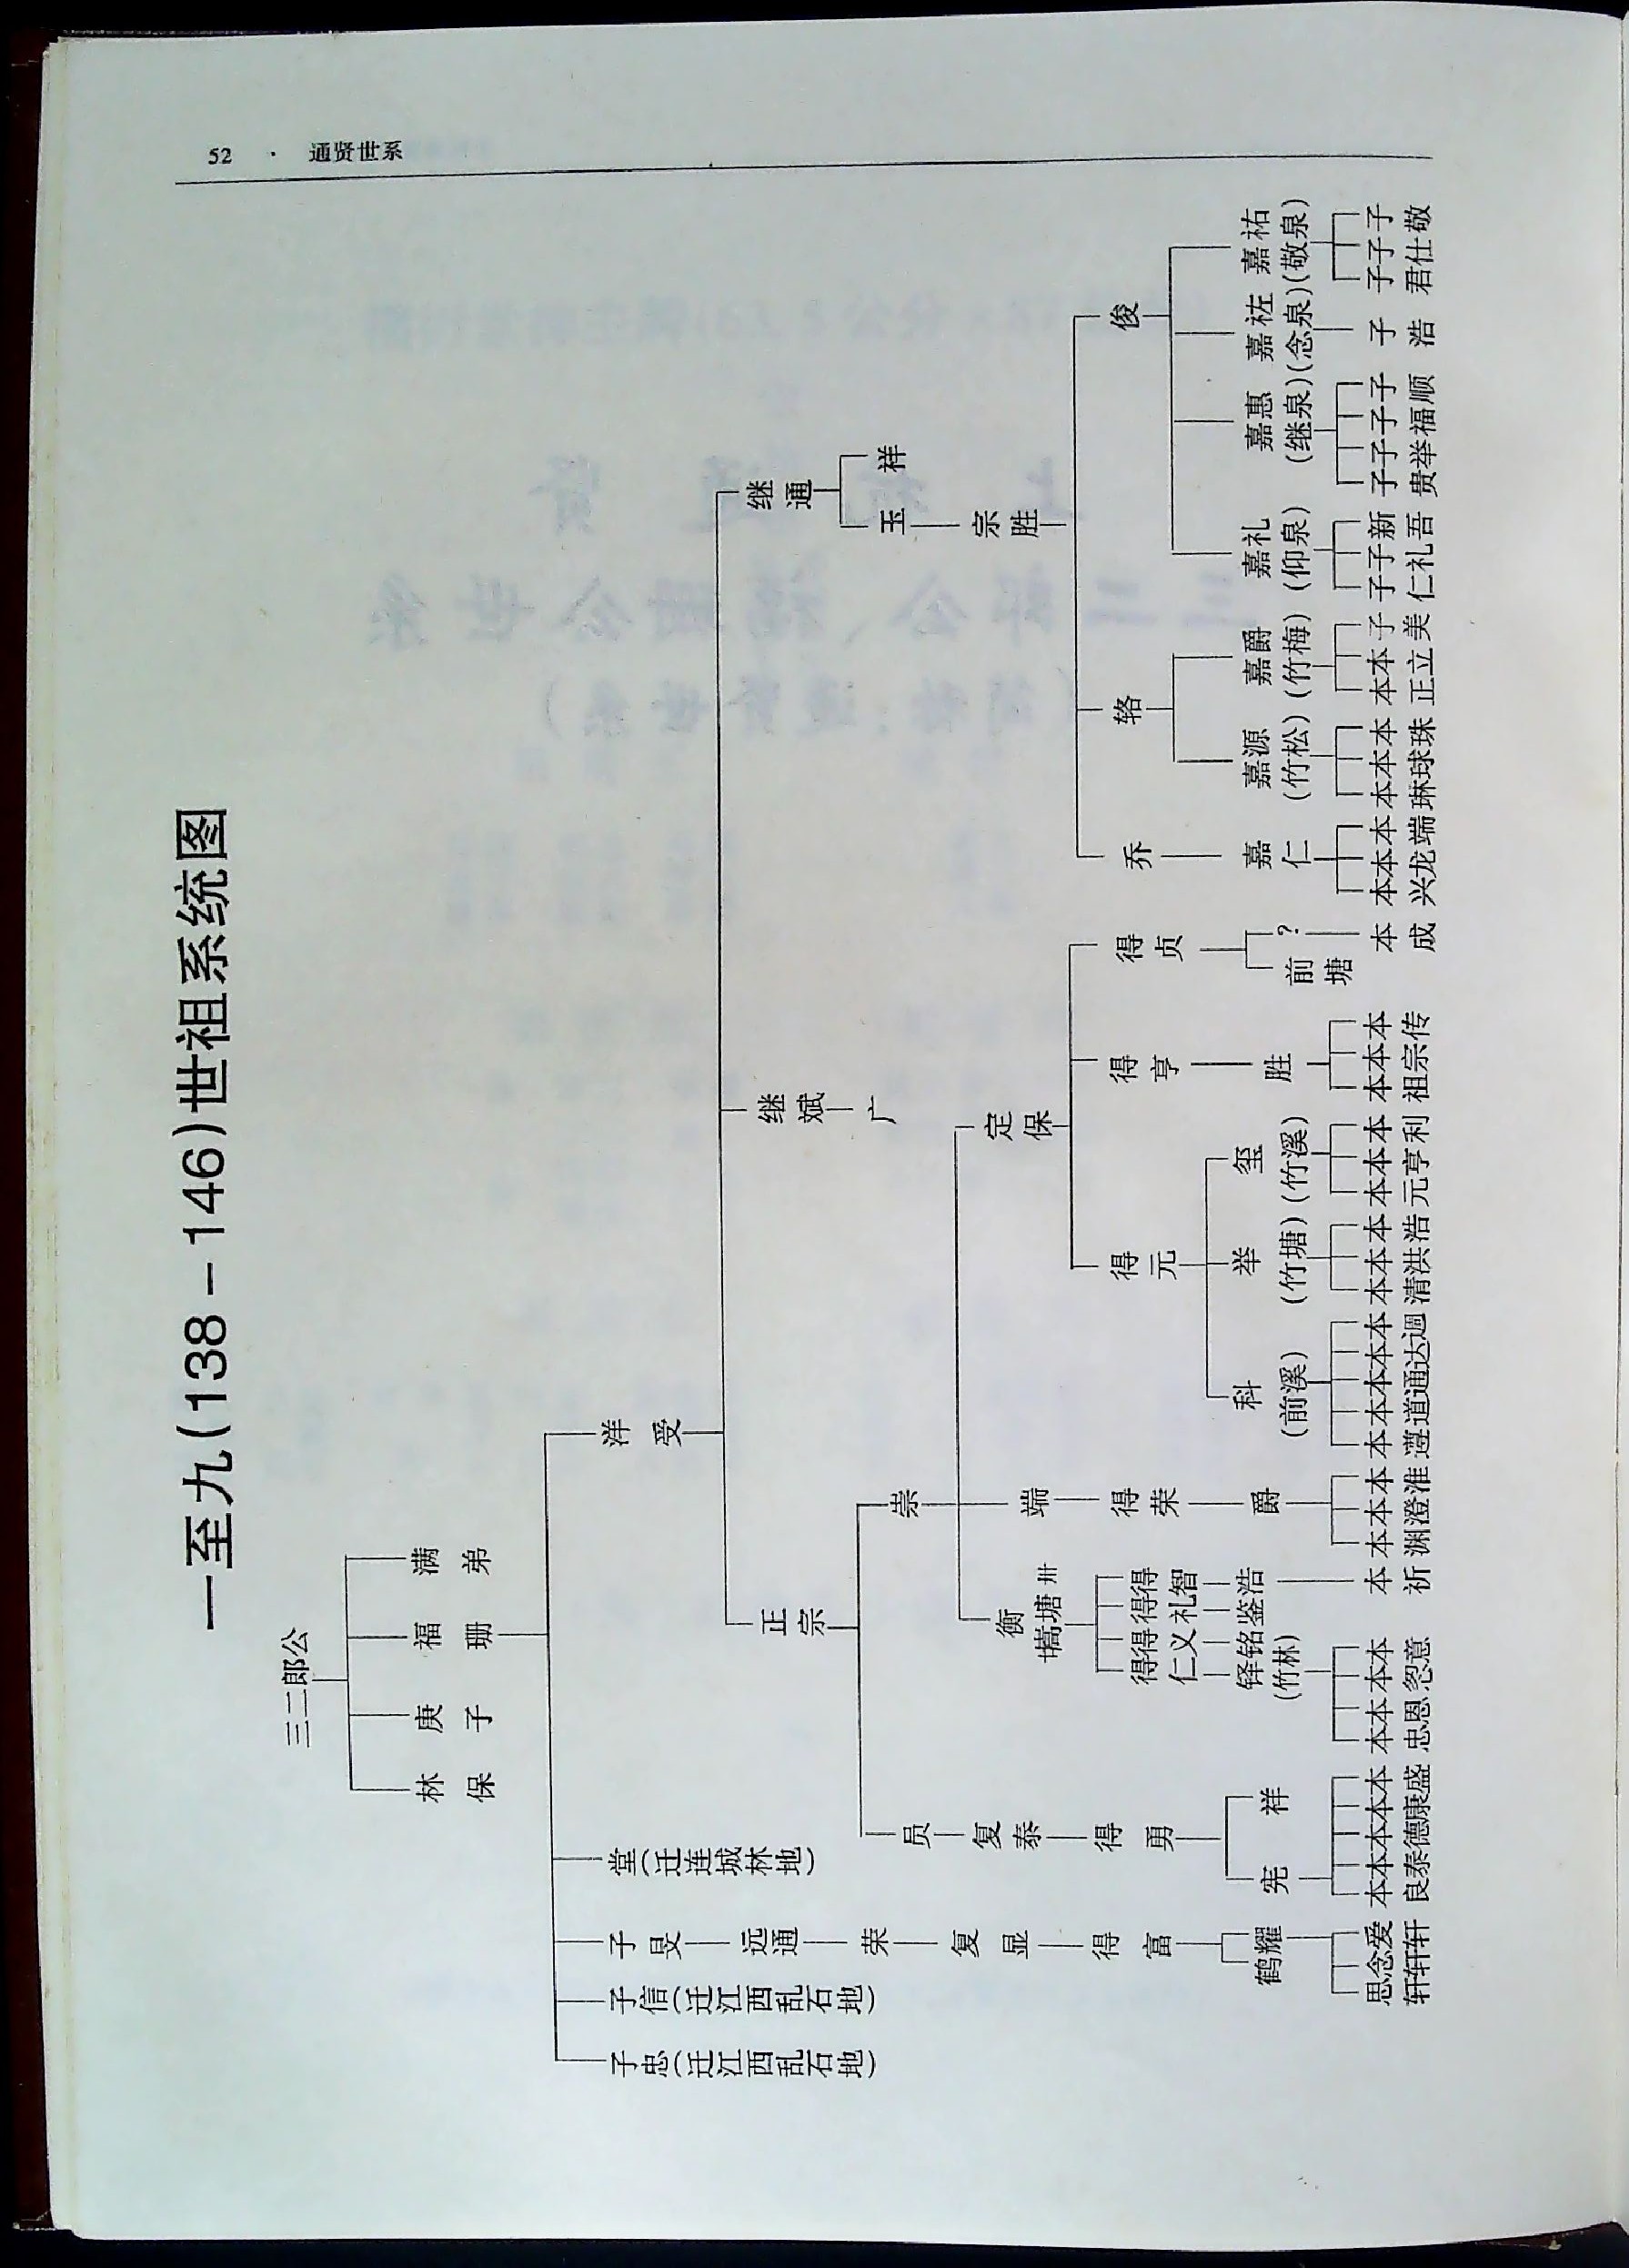 一至九(138－146)世祖系统图
52 · 通贤世系
三二郎公
林保 庚子 福珊 满弟
子忠(迁江西乱石地)
子信(迁江西乱石地)
子旻 远通 荣 复显 得富
堂(迁连城林地)
洋受
正宗 继斌 继通
广
玉 祥
员 崇
复泰
宗胜
衡 端 定保
嵩塘
得勇
得仁 得义 得礼 得智
得荣
得元 得亨 得贞
乔 辂 俊
鹤 耀
宪 祥
铎(竹林) 铭 鉴 浩
爵
科(前溪) 举(竹塘) 玺(竹溪)
胜
前塘 ?
嘉仁 嘉源(竹松) 嘉爵(竹梅) 嘉礼(仰泉) 嘉惠(继泉) 嘉祛(念泉) 嘉祐(敬泉)
思轩 念轩 爱轩
本良 本泰 本德 本康 本盛
本忠 本恩 本恕 本意
本祈
本渊 本澄 本淮
本遵 本道 本通 本达 本週
本清 本洪 本浩
本元 本亨 本利
本祖 本宗 本传
本成
本兴 本龙 本端
本琳 本球 本珠
本正 本立 子美
子仁 子礼 新吾
子贵 子举 子福 子顺
子浩
子君 子仕 子敬